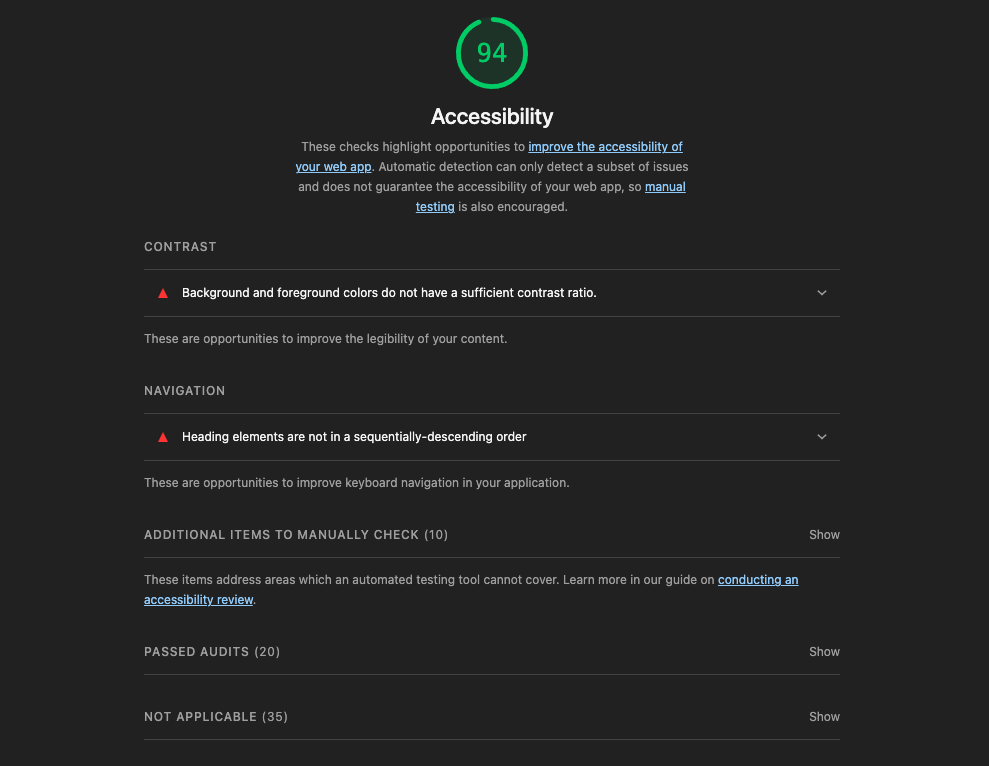 94
Accessibility
These checks highlight opportunities to improve the accessibility of
your web app. Automatic detection can only detect a subset of issues
and does not guarantee the accessibility of your web app, so manual
testing is also encouraged.
CONTRAST
Background and foreground colors do not have a sufficient contrast ratio.
These are opportunities to improve the legibility of your content.
NAVIGATION
Heading elements are not in a sequentially-descending order
These are opportunities to improve keyboard navigation in your application.
ADDITIONAL ITEMS TO MANUALLY CHECK (10) Show
These items address areas which an automated testing tool cannot cover. Learn more in our guide on conducting an
accessibility review.
PASSED AUDITS (20) Show
NOT APPLICABLE (35) Show